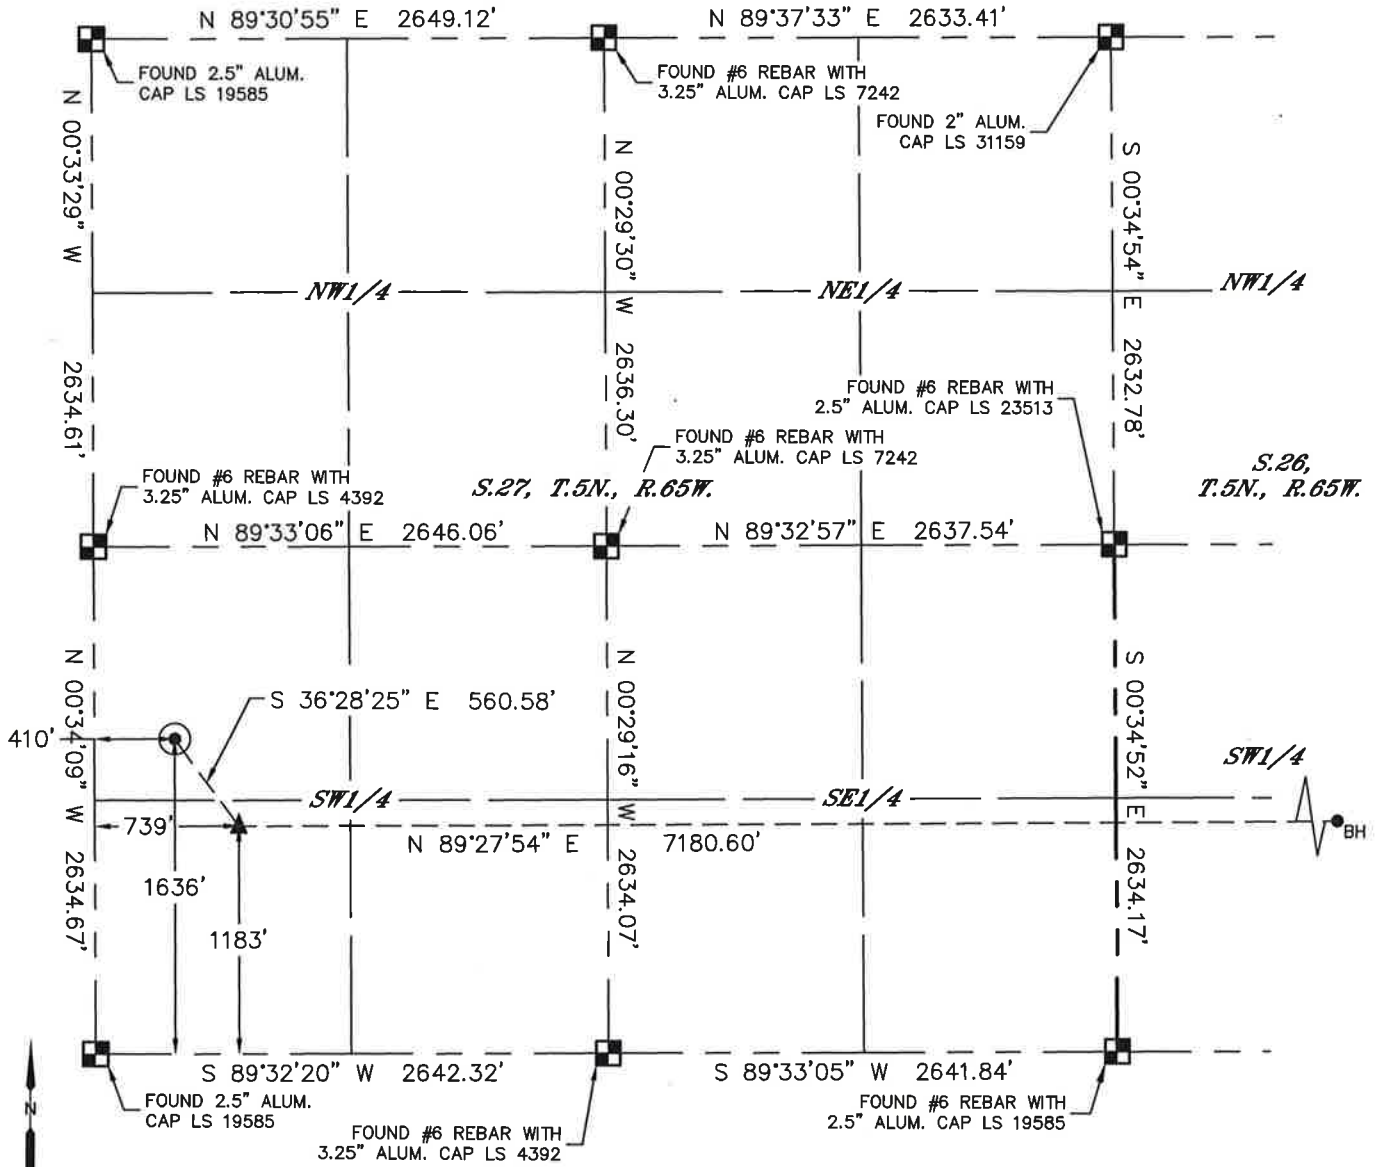 N 89°30'55" E 2649.12'
N 89°37'33" E 2633.41'
FOUND 2.5" ALUM.
CAP LS 19585
FOUND #6 REBAR WITH
3.25" ALUM. CAP LS 7242
FOUND 2" ALUM.
CAP LS 31159
N 00°33'29" W 2634.61'
N 00°29'30" W 2636.30'
S 00°34'54" E 2632.78'
NW1/4
NE1/4
NW1/4
FOUND #6 REBAR WITH
2.5" ALUM. CAP LS 23513
FOUND #6 REBAR WITH
3.25" ALUM. CAP LS 7242
FOUND #6 REBAR WITH
3.25" ALUM. CAP LS 4392
S.27, T.5N., R.65W.
S.26,
T.5N., R.65W.
N 89°33'06" E 2646.06'
N 89°32'57" E 2637.54'
N 00°34'09" W 2634.67'
N 00°29'16" W 2634.07'
S 00°34'52" E 2634.17'
S 36°28'25" E 560.58'
410'
SW1/4
SE1/4
SW1/4
739'
N 89°27'54" E 7180.60'
BH
1636'
1183'
S 89°32'20" W 2642.32'
S 89°33'05" W 2641.84'
FOUND 2.5" ALUM.
CAP LS 19585
FOUND #6 REBAR WITH
3.25" ALUM. CAP LS 4392
FOUND #6 REBAR WITH
2.5" ALUM. CAP LS 19585
N